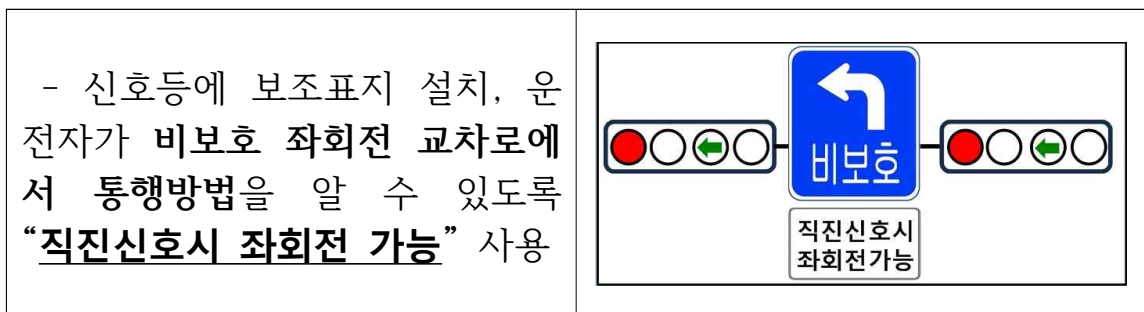 - 신호등에 보조표지 설치, 운
전자가 비보호 좌회전 교차로에
서 통행방법을 알 수 있도록
“직진신호시 좌회전 가능” 사용
비보호
직진신호시
좌회전가능